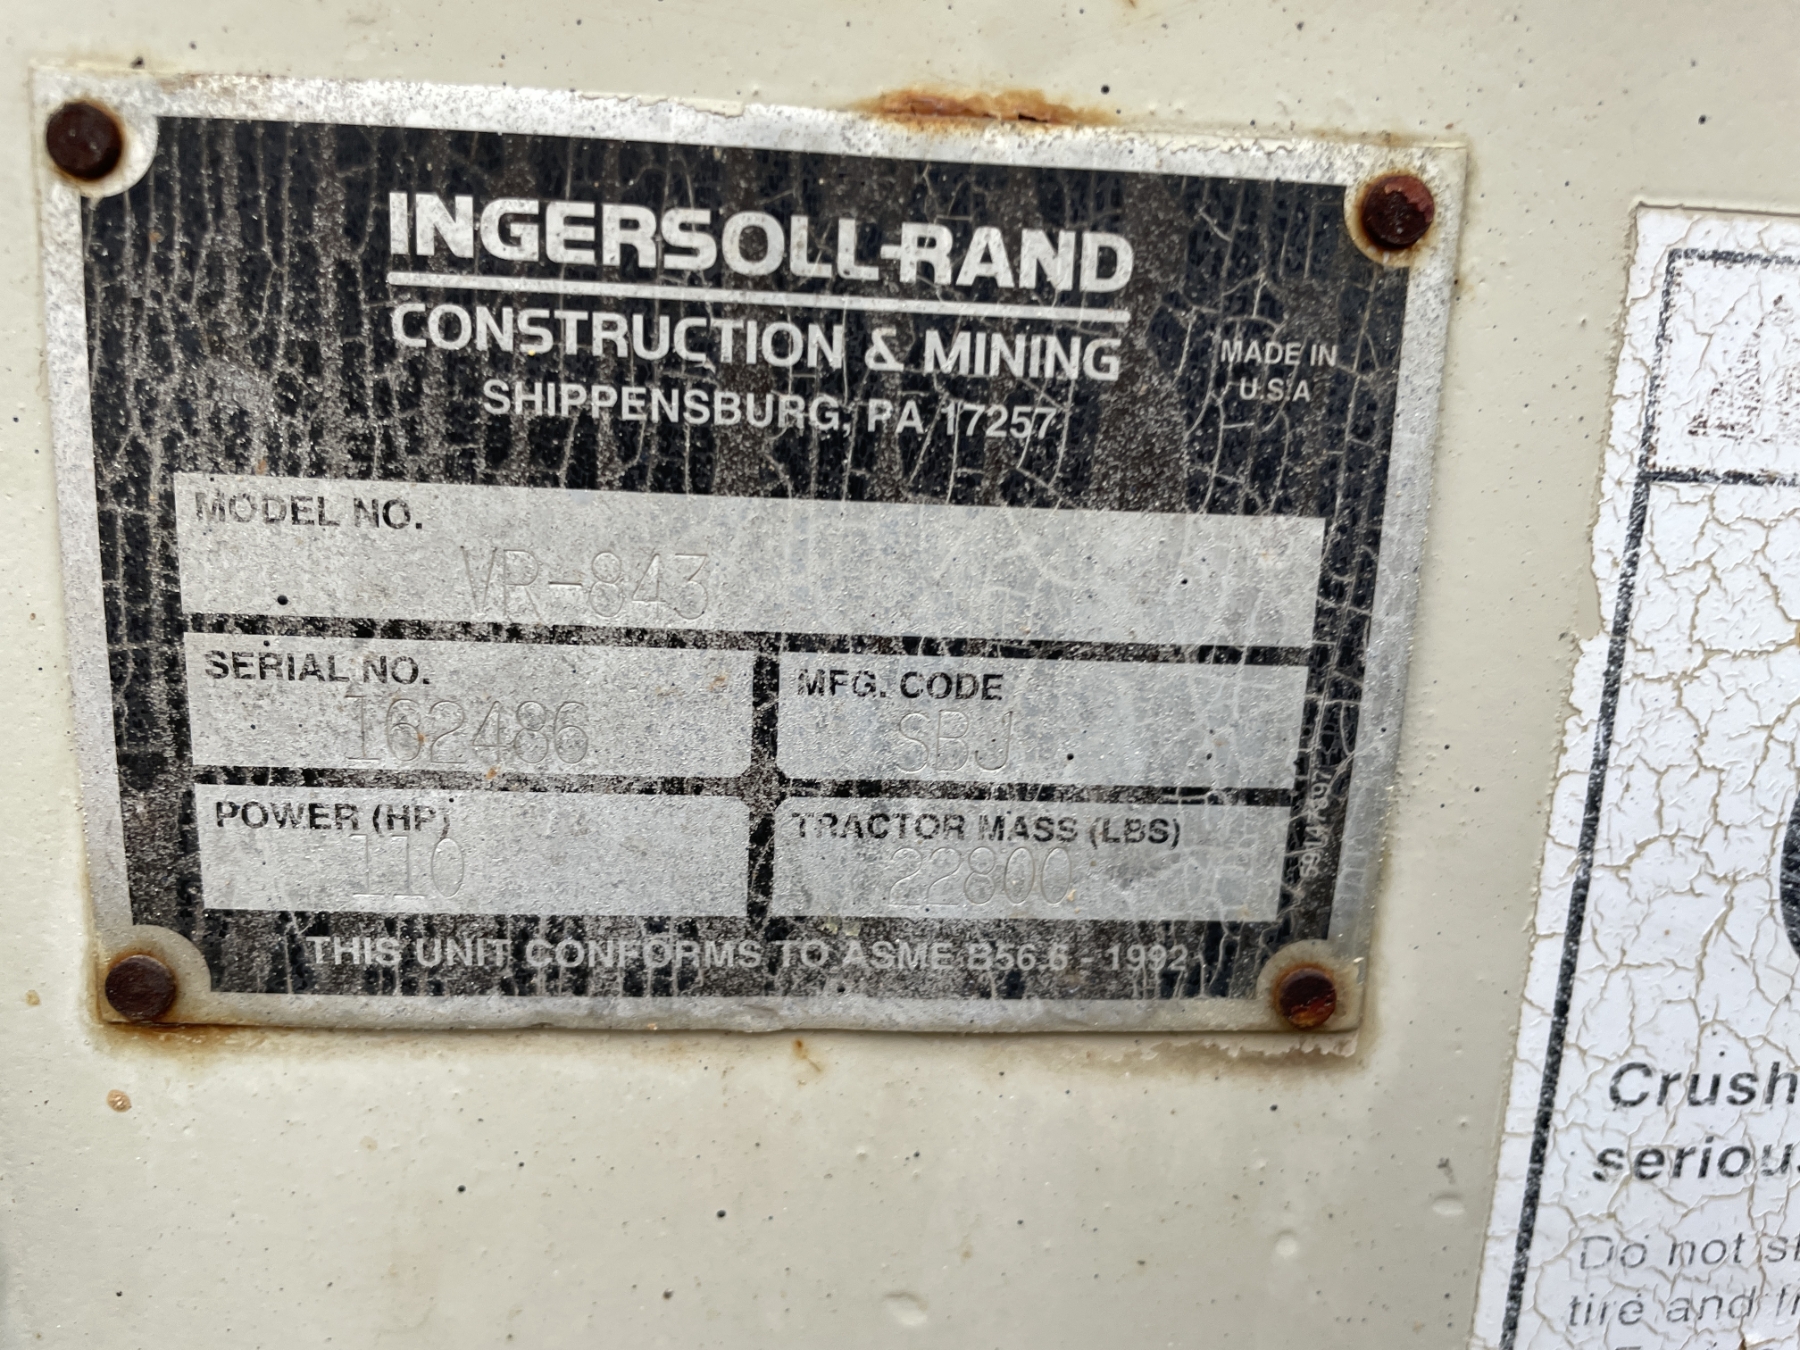 INGERSOLL-RAND
CONSTRUCTION & MINING
SHIPPENSBURG, PA 17257
MADE IN
U.S.A
MODEL NO.
VR-843
SERIAL NO.
162486
MFG. CODE
SBJ
POWER (HP)
110
TRACTOR MASS (LBS)
22800
THIS UNIT CONFORMS TO ASME B56.6 - 1992
Crush
seriou
Do not
tire and